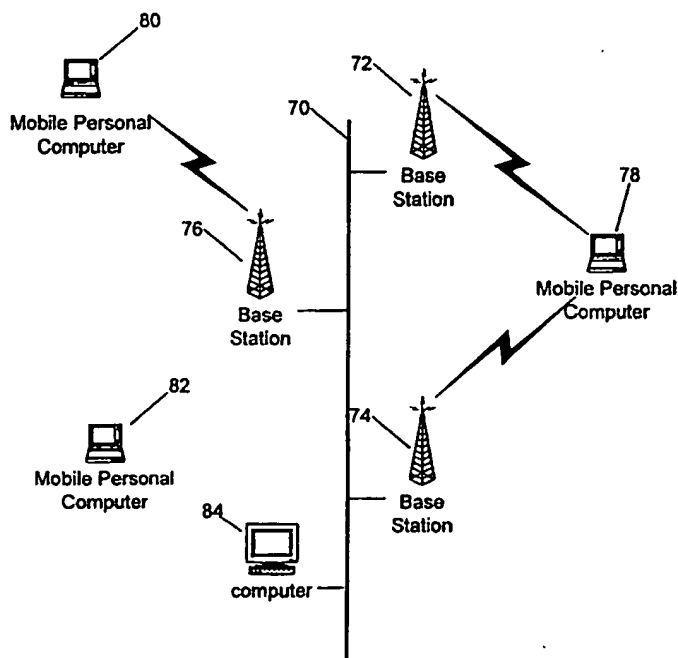 80
Mobile Personal
Computer
72
70
Base
Station
78
Mobile Personal
Computer
76
Base
Station
82
Mobile Personal
Computer
74
Base
Station
84
computer